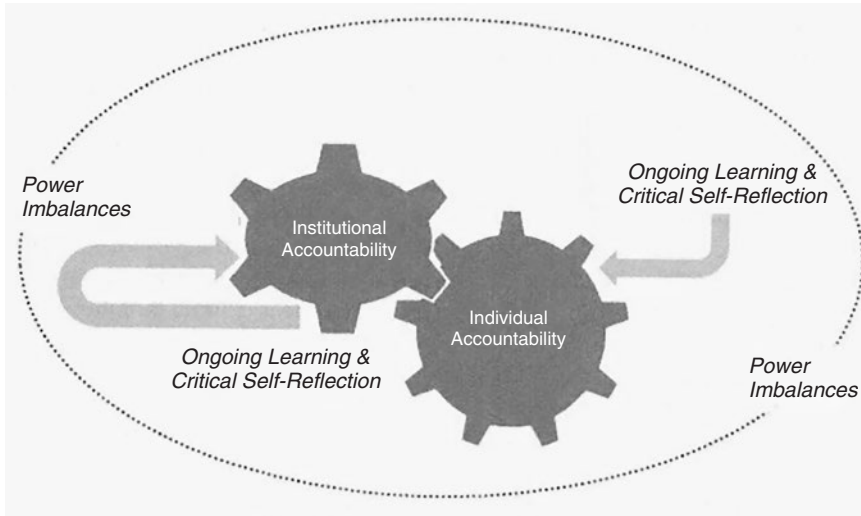 Power
Imbalances
Ongoing Learning &
Critical Self-Reflection
Institutional
Accountability
Individual
Accountability
Ongoing Learning &
Critical Self-Reflection
Power
Imbalances